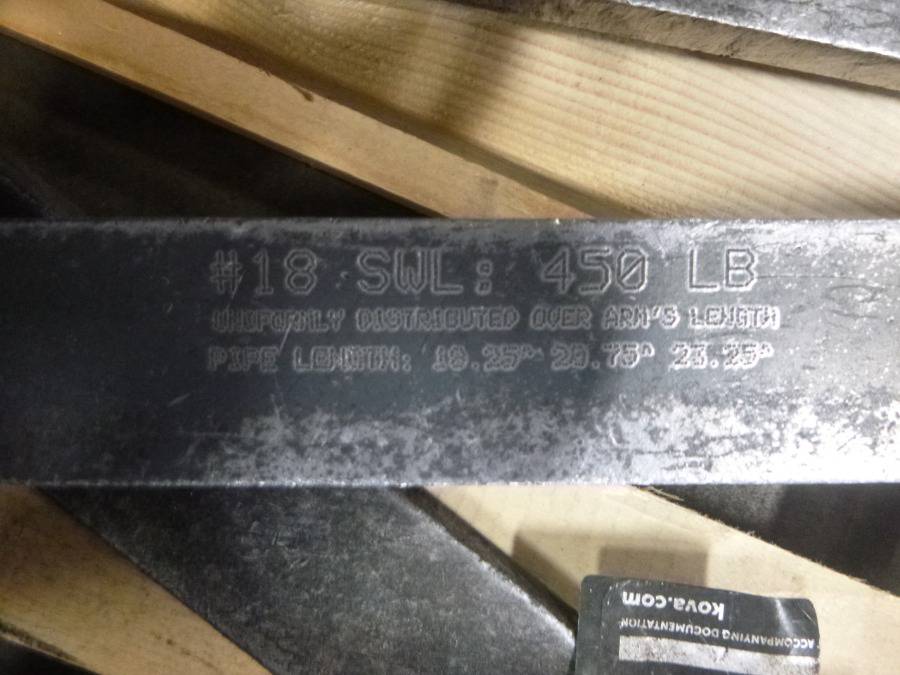 #18 SWL: 450 LB
UNIFORMLY DISTRIBUTED OVER ARM'S LENGTH
PIPE LENGTH: 18.25" 20.75" 23.25"
ACCOMPANYING DOCUMENTATION
kova.com